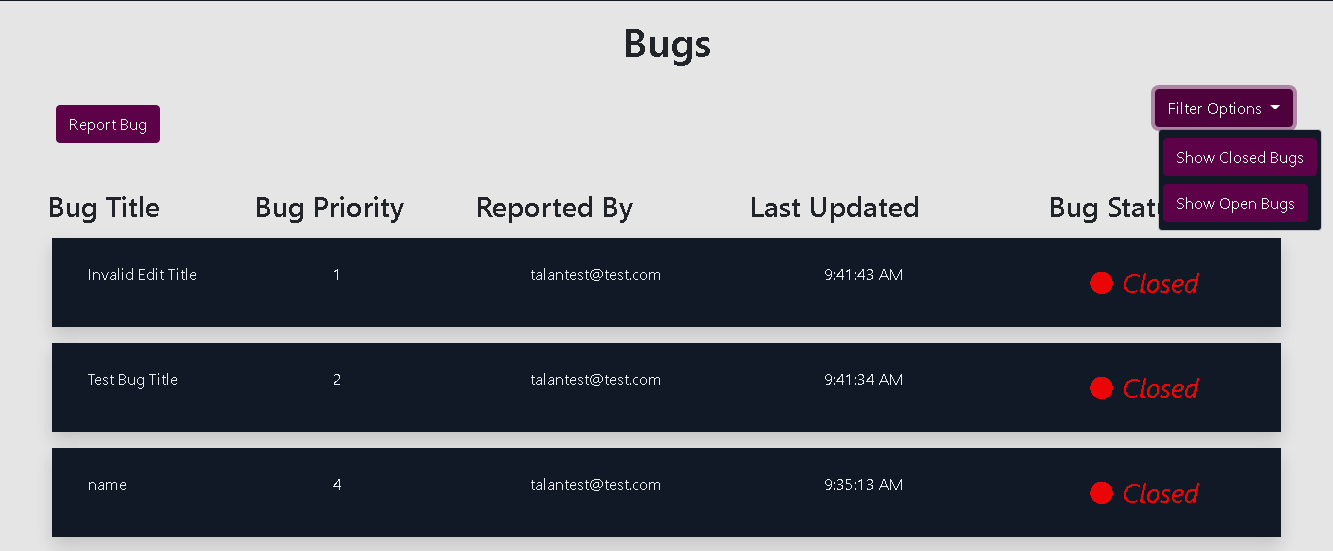 Bugs
Report Bug
Filter Options
Show Closed Bugs
Show Open Bugs
Bug Title Bug Priority Reported By Last Updated Bug
Invalid Edit Title 1 talantest@test.com 9:41:43 AM Closed
Test Bug Title 2 talantest@test.com 9:41:34 AM Closed
name 4 talantest@test.com 9:35:13 AM Closed